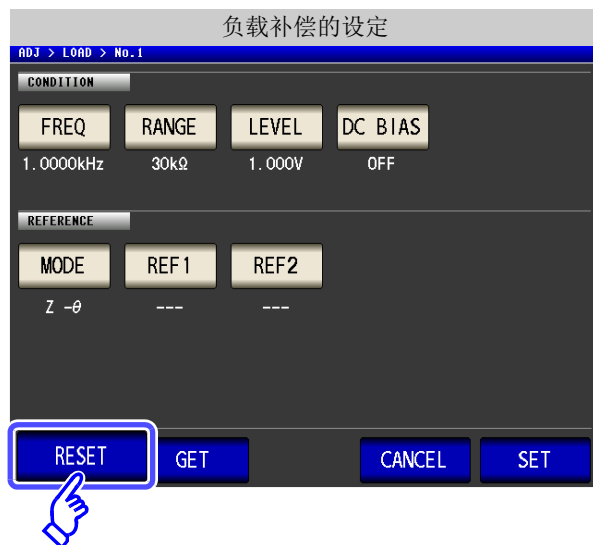 负载补偿的设定
ADJ > LOAD > No.1
CONDITION
FREQ RANGE LEVEL DC BIAS
1.0000kHz 30kΩ 1.000V OFF
REFERENCE
MODE REF1 REF2
Z -θ --- ---
RESET GET CANCEL SET